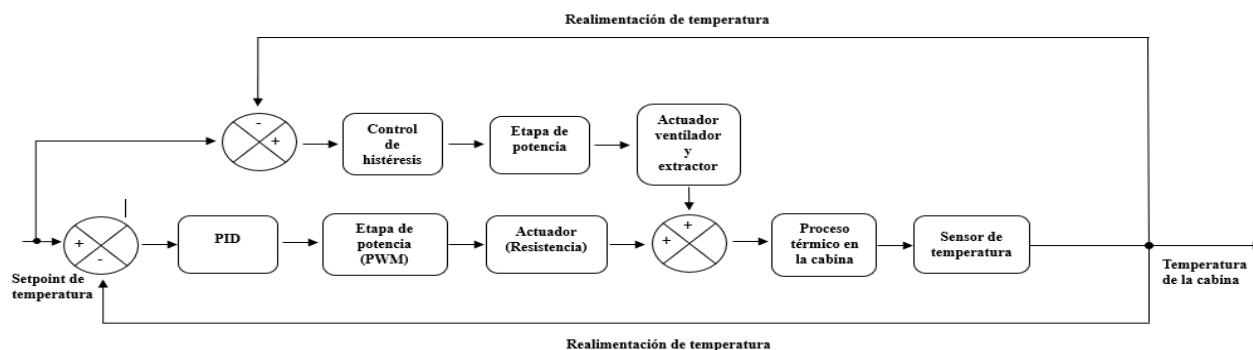 Realimentación de temperatura
-
+
Control
de
histéresis
Etapa de
potencia
Actuador
ventilador
y
extractor
+
-
PID
Etapa de
potencia
(PWM)
Actuador
(Resistencia)
+
+
Proceso
térmico en
la cabina
Sensor de
temperatura
Setpoint de
temperatura
Temperatura
de la cabina
Realimentación de temperatura